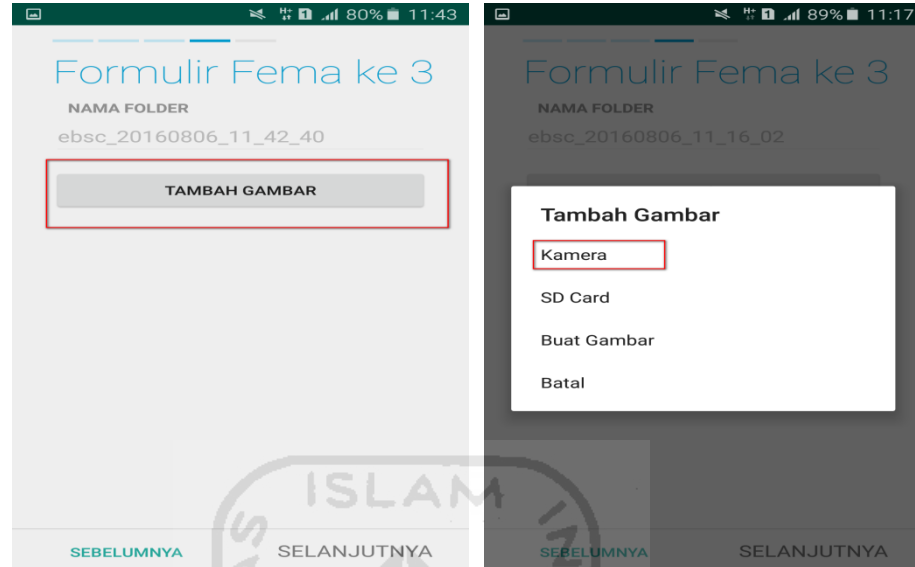 80% 11:43
Formulir Fema ke 3
NAMA FOLDER
ebsc_20160806_11_42_40
TAMBAH GAMBAR
SEBELUMNYA SELANJUTNYA
89% 11:17
Formulir Fema ke 3
NAMA FOLDER
ebsc_20160806_11_16_02
Tambah Gambar
Kamera
SD Card
Buat Gambar
Batal
SEBELUMNYA SELANJUTNYA
ISLAM